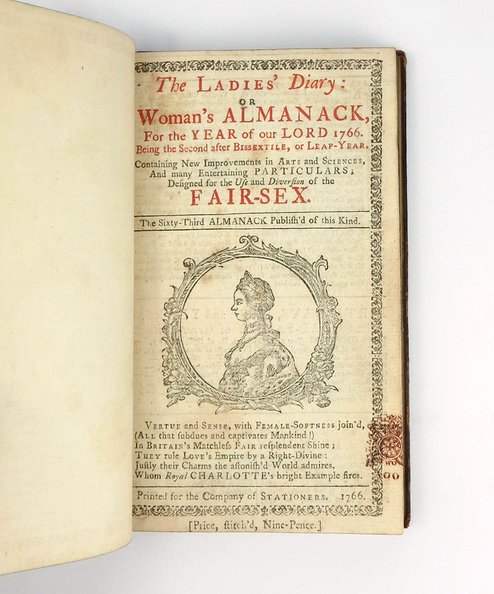 The LADIES' Diary:
OR
Woman's ALMANACK,
For the YEAR of our LORD 1766.
Being the Second after BISSEXTILE, or LEAP-YEAR,
Containing New Improvements in ARTS and SCIENCES,
And many Entertaining PARTICULARS;
Deſigned for the Uſe and Diverſion of the
FAIR-SEX.
The Sixty-Third ALMANACK Publiſh'd of this Kind.
VERTUE and SENSE, with FEMALE-SOFTNESS join'd,
(ALL that ſubdues and captivates Mankind!)
In BRITAIN's Matchleſs FAIR reſplendent Shine;
THEY rule LOVE's Empire by a Right-Divine:
Juſtly their Charms the aſtoniſh'd World admires.
Whom Royal CHARLOTTE's bright Example fires.
Printed for the Company of STATIONERS. 1766.
[Price, ſtitch'd, Nine-Pence.]